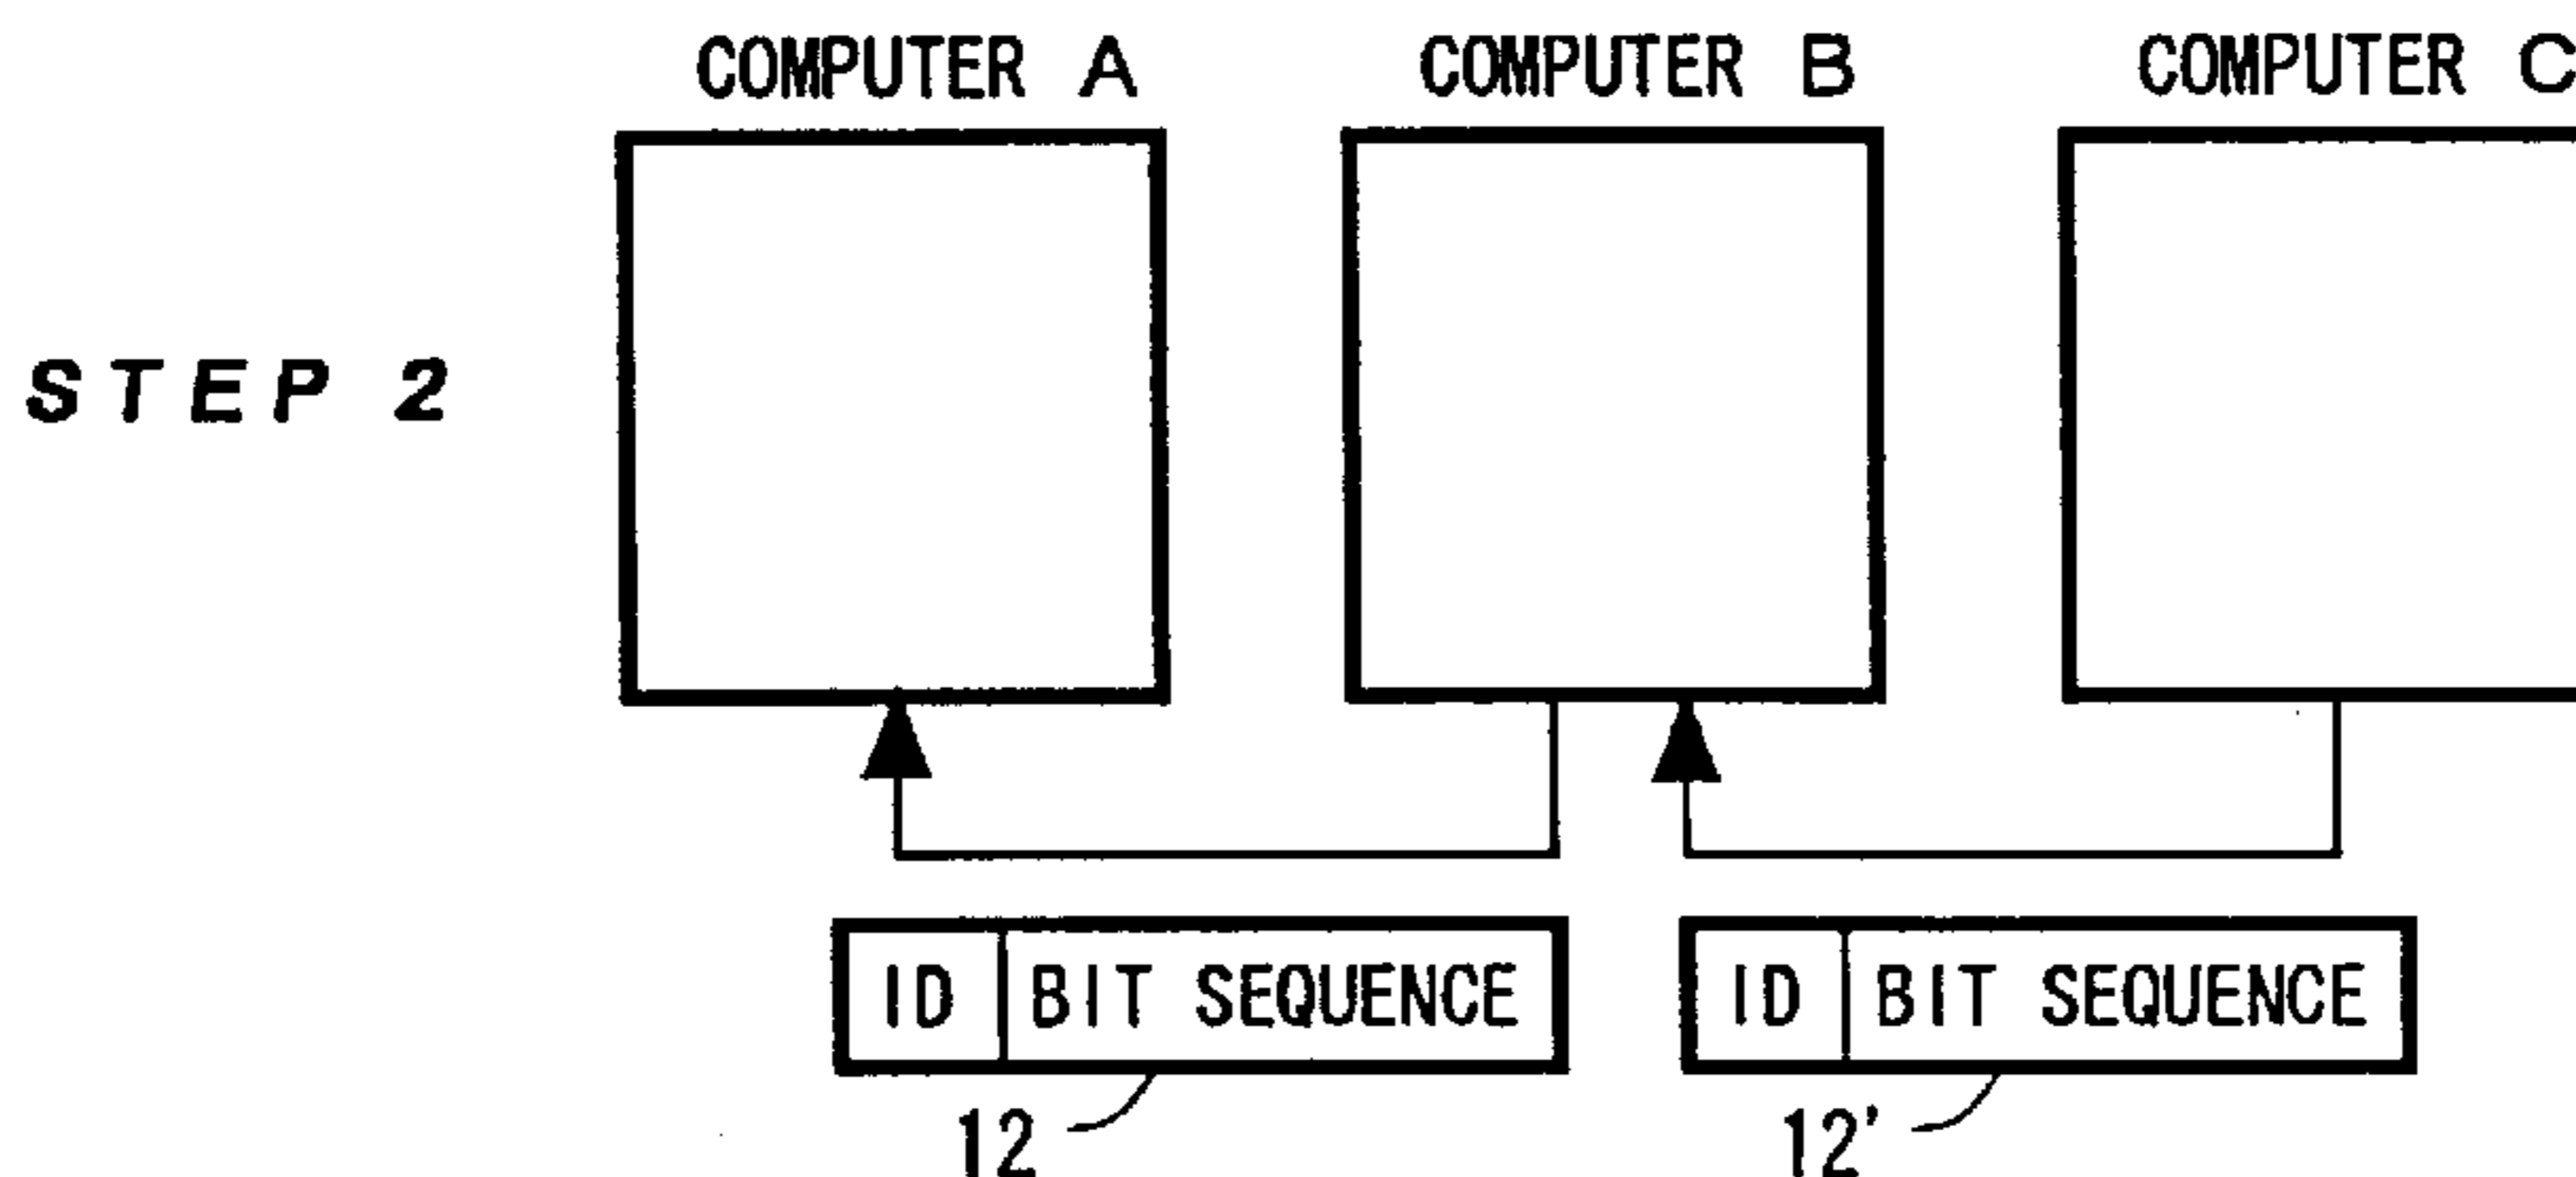 COMPUTER A COMPUTER B COMPUTER C
STEP 2
ID BIT SEQUENCE ID BIT SEQUENCE
12 12'